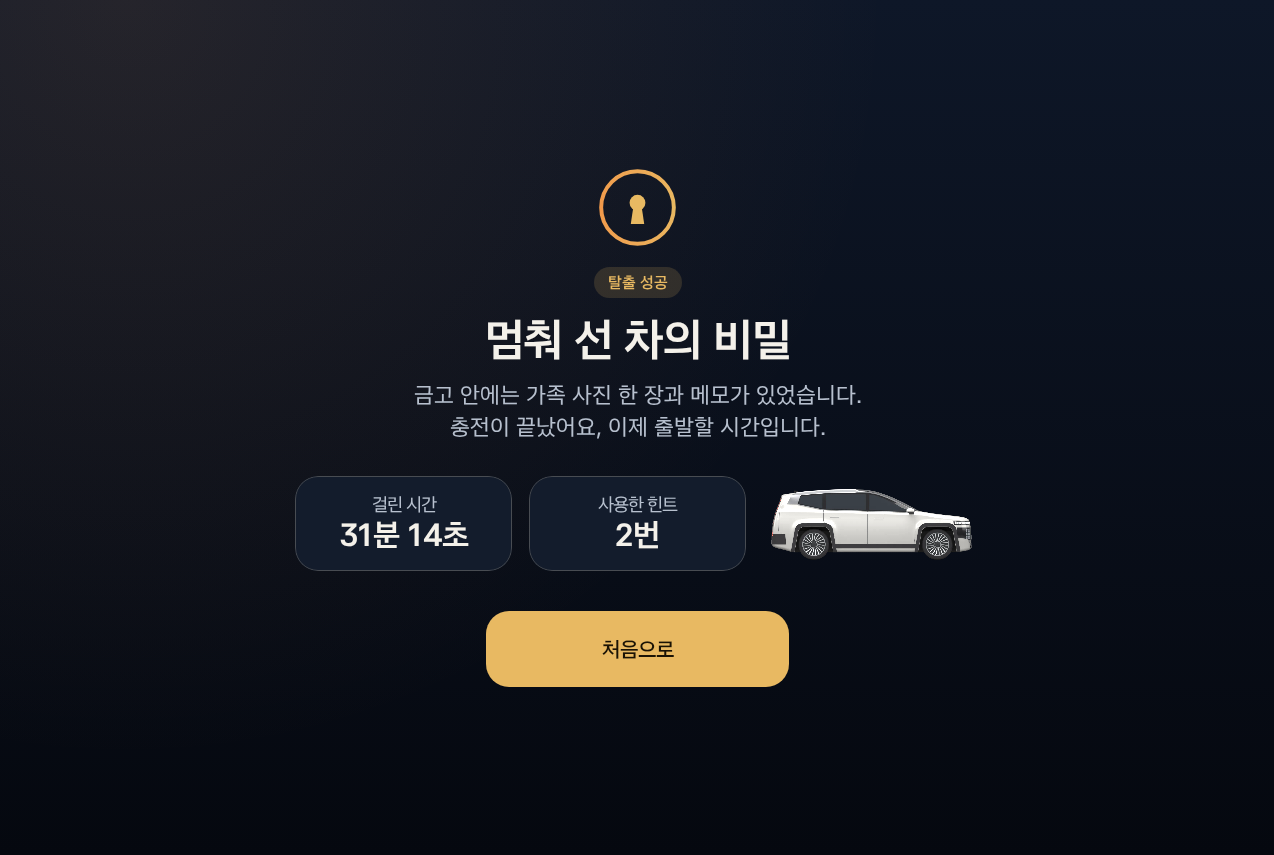 탈출 성공
멈춰 선 차의 비밀
금고 안에는 가족 사진 한 장과 메모가 있었습니다.
충전이 끝났어요, 이제 출발할 시간입니다.
걸린 시간
31분 14초
사용한 힌트
2번
처음으로